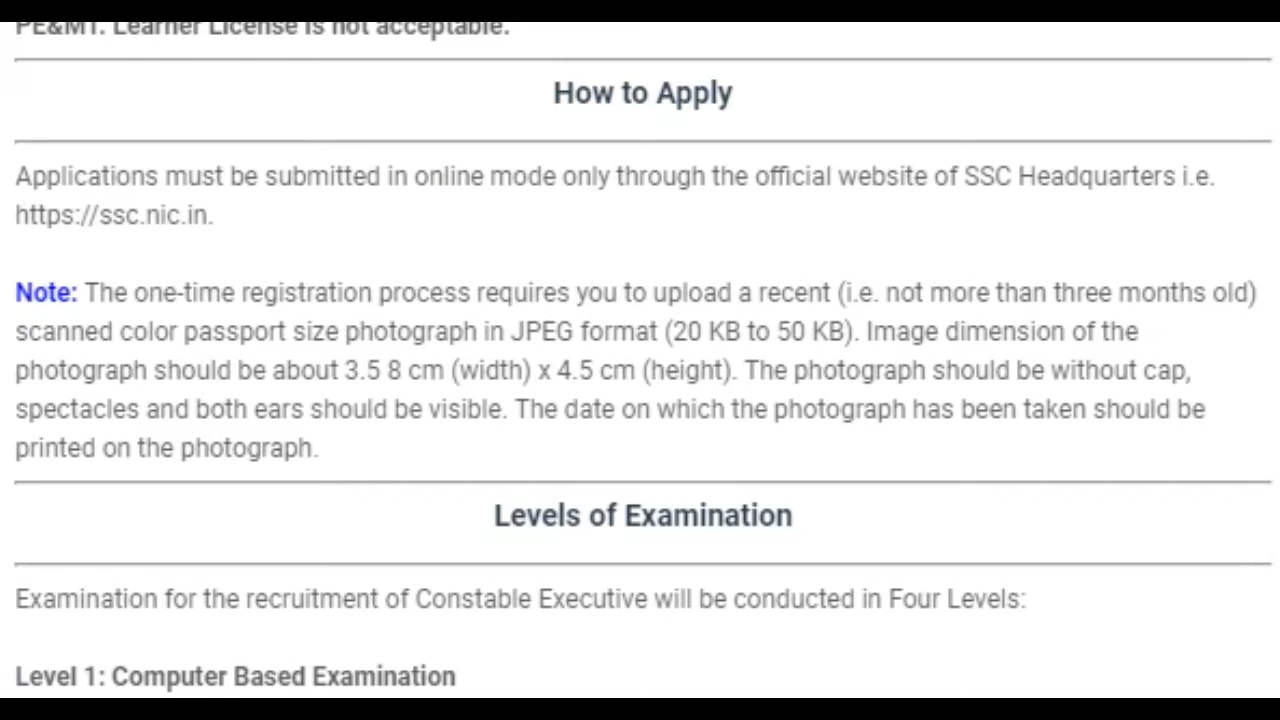 PE&MT. Learner License is not acceptable.
How to Apply
Applications must be submitted in online mode only through the official website of SSC Headquarters i.e.
https://ssc.nic.in.
Note: The one-time registration process requires you to upload a recent (i.e. not more than three months old)
scanned color passport size photograph in JPEG format (20 KB to 50 KB). Image dimension of the
photograph should be about 3.5 8 cm (width) x 4.5 cm (height). The photograph should be without cap,
spectacles and both ears should be visible. The date on which the photograph has been taken should be
printed on the photograph.
Levels of Examination
Examination for the recruitment of Constable Executive will be conducted in Four Levels:
Level 1: Computer Based Examination